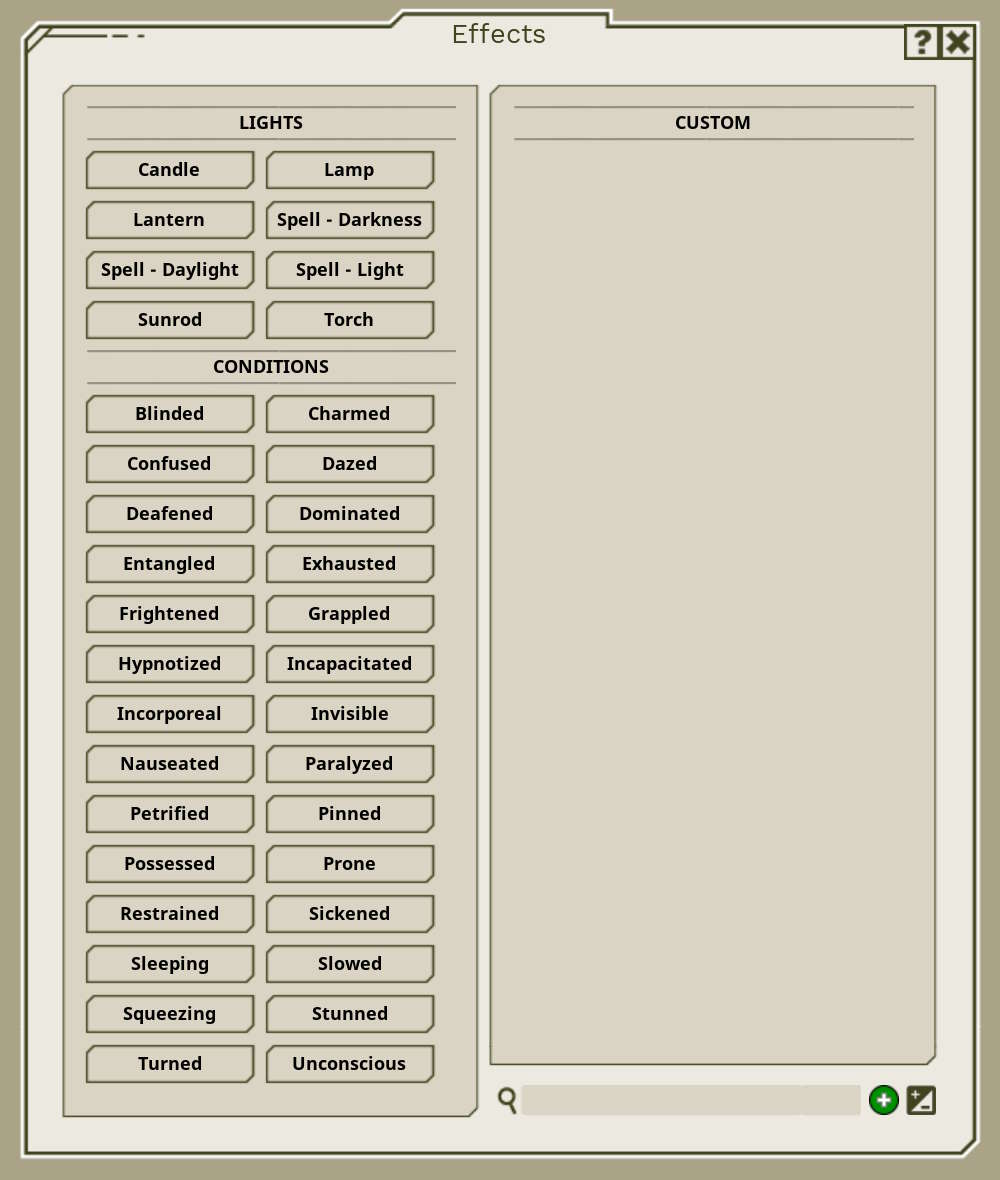 Effects
?
LIGHTS
Candle
Lamp
Lantern
Spell - Darkness
Spell - Daylight
Spell - Light
Sunrod
Torch
CONDITIONS
Blinded
Charmed
Confused
Dazed
Deafened
Dominated
Entangled
Exhausted
Frightened
Grappled
Hypnotized
Incapacitated
Incorporeal
Invisible
Nauseated
Paralyzed
Petrified
Pinned
Possessed
Prone
Restrained
Sickened
Sleeping
Slowed
Squeezing
Stunned
Turned
Unconscious
CUSTOM